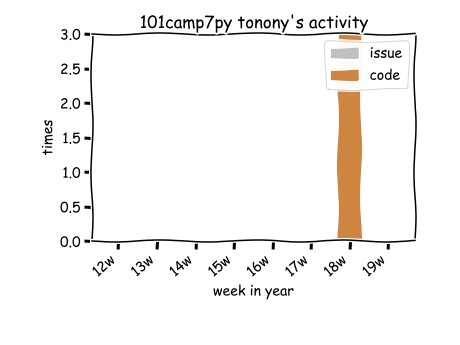 101camp7py tonony's activity
3.0
2.5
2.0
1.5
1.0
0.5
0.0
times
issue
code
12w 13w 14w 15w 16w 17w 18w 19w
week in year